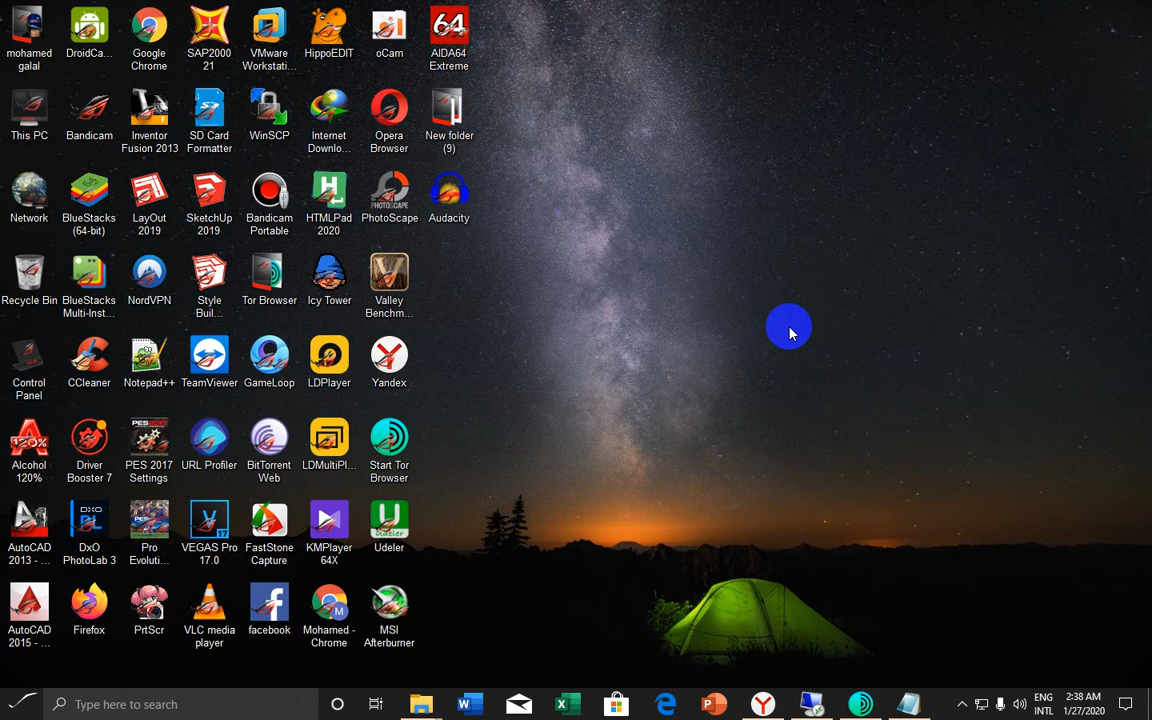 mohamed
galal
DroidCa...
Google
Chrome
SAP2000
21
VMware
Workstati...
HippoEDIT
oCam
64
AIDA64
Extreme
This PC
Bandicam
Inventor
Fusion 2013
SD Card
Formatter
WinSCP
Internet
Downlo...
Opera
Browser
New folder
(9)
Network
BlueStacks
(64-bit)
LayOut
2019
SketchUp
2019
Bandicam
Portable
HTMLPad
2020
PhotoScape
Audacity
Recycle Bin
BlueStacks
Multi-Inst...
NordVPN
Style
Buil...
Tor Browser
Icy Tower
Valley
Benchm...
Control
Panel
CCleaner
Notepad++
TeamViewer
GameLoop
LDPlayer
Yandex
Alcohol
120%
Driver
Booster 7
PES 2017
Settings
URL Profiler
BitTorrent
Web
LDMultiPl...
Start Tor
Browser
AutoCAD
2013 - ...
DxO
PhotoLab 3
Pro
Evoluti...
VEGAS Pro
17.0
FastStone
Capture
KMPlayer
64X
Udeler
AutoCAD
2015 - ...
Firefox
PrtScr
VLC media
player
facebook
Mohamed -
Chrome
MSI
Afterburner
Type here to search
ENG
INTL
2:38 AM
1/27/2020